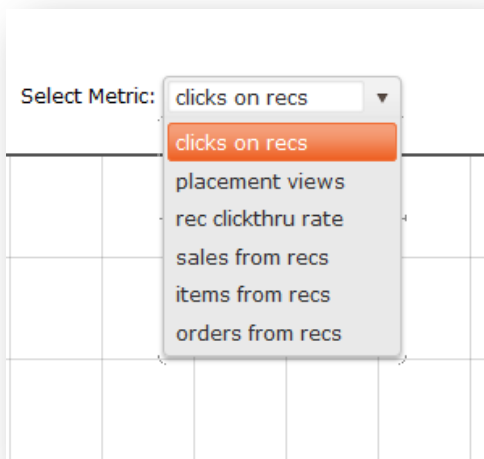 Select Metric: clicks on recs
clicks on recs
placement views
rec clickthru rate
sales from recs
items from recs
orders from recs